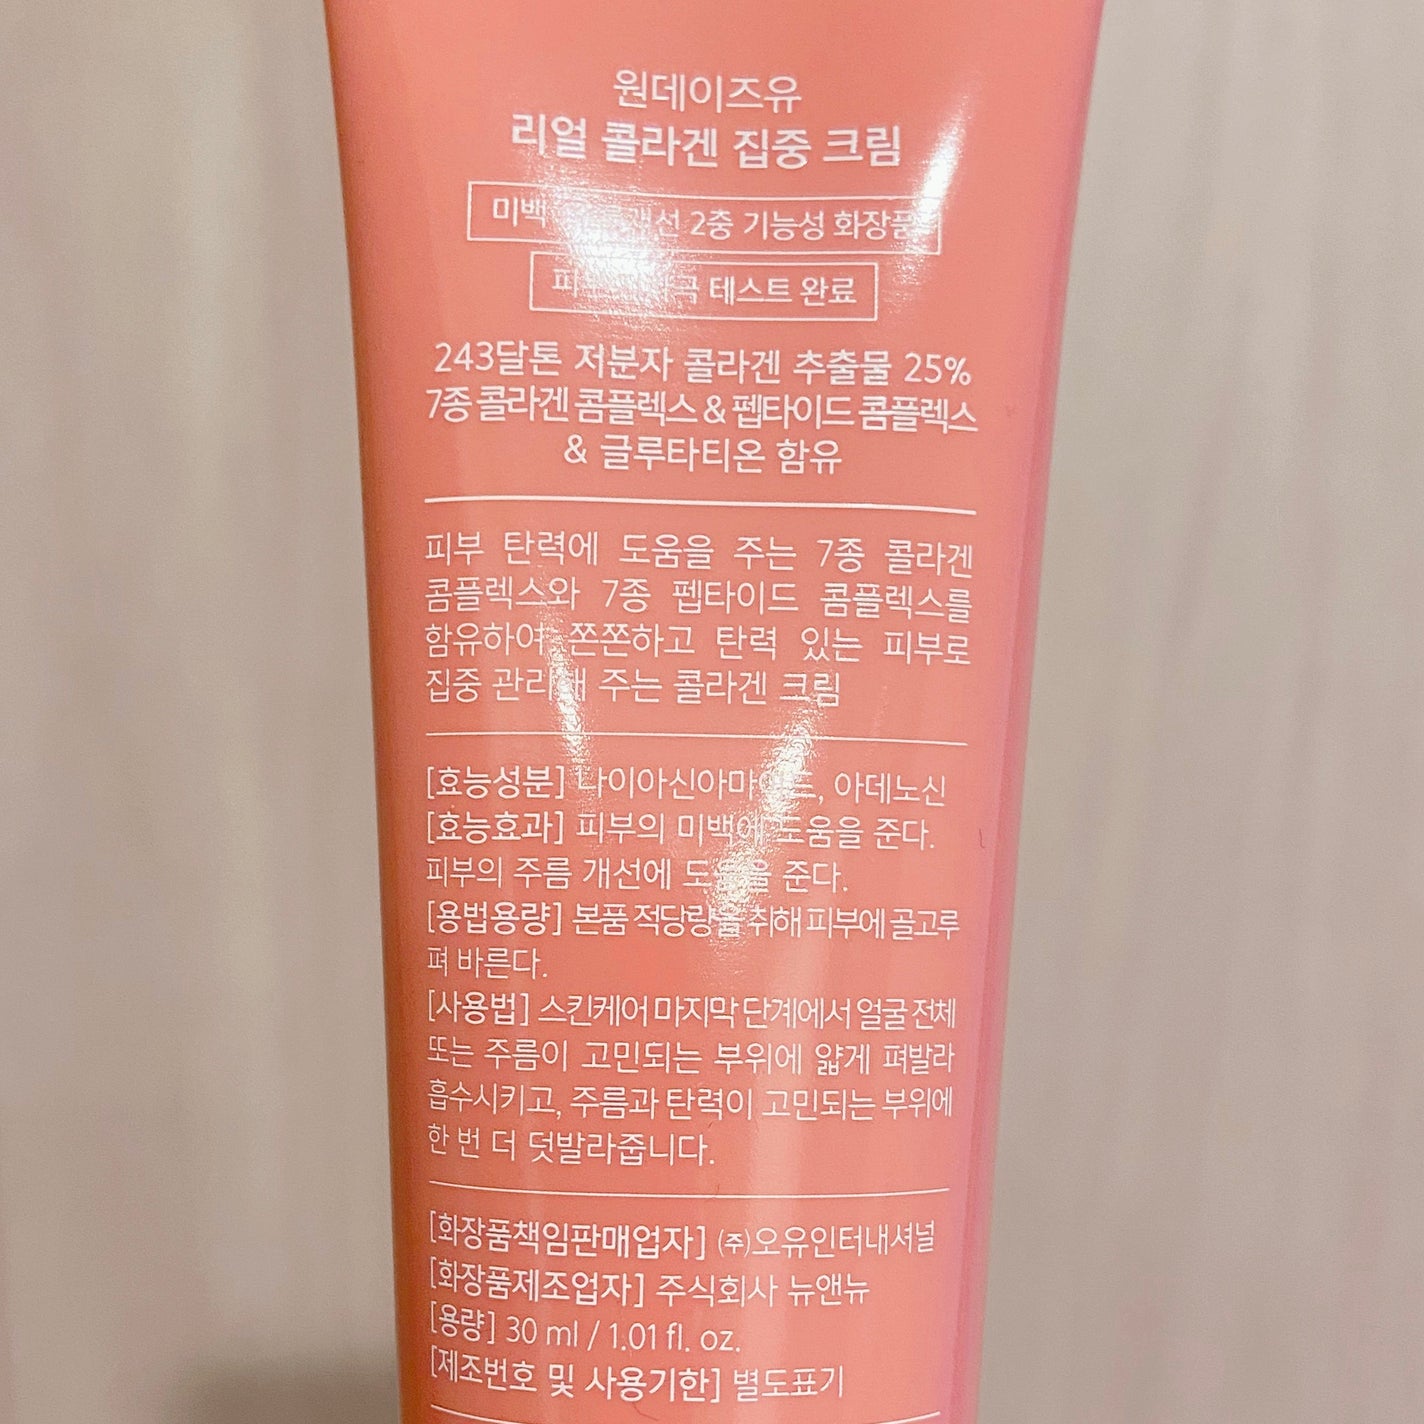 원데이즈유
리얼 콜라겐 집중 크림
미백 개선 2중 기능성 화장품
테스트 완료
243달톤 저분자 콜라겐 추출물 25%
7종 콜라겐 콤플렉스 & 펩타이드 콤플렉스
& 글루타티온 함유
피부 탄력에 도움을 주는 7종 콜라겐
콤플렉스와 7종 펩타이드 콤플렉스를
함유하여 쫀쫀하고 탄력 있는 피부로
집중 관리해 주는 콜라겐 크림
[효능성분] 나이아신아마이드, 아데노신
[효능효과] 피부의 미백에 도움을 준다.
피부의 주름 개선에 도움을 준다.
[용법용량] 본품 적당량을 취해 피부에 골고루
펴 바른다.
[사용법] 스킨케어 마지막 단계에서 얼굴 전체
또는 주름이 고민되는 부위에 얇게 펴발라
흡수시키고, 주름과 탄력이 고민되는 부위에
한 번 더 덧발라줍니다.
[화장품책임판매업자] ㈜오유인터내셔널
[화장품제조업자] 주식회사 뉴앤뉴
[용량] 30 ml / 1.01 fl. oz.
[제조번호 및 사용기한] 별도표기